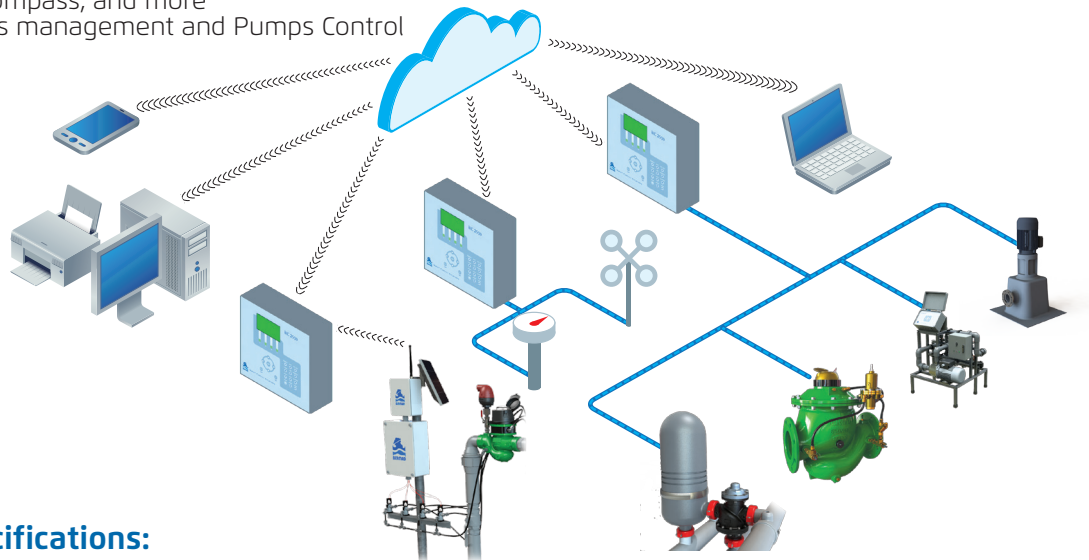 ompass, and more
s management and Pumps Control
cifications: